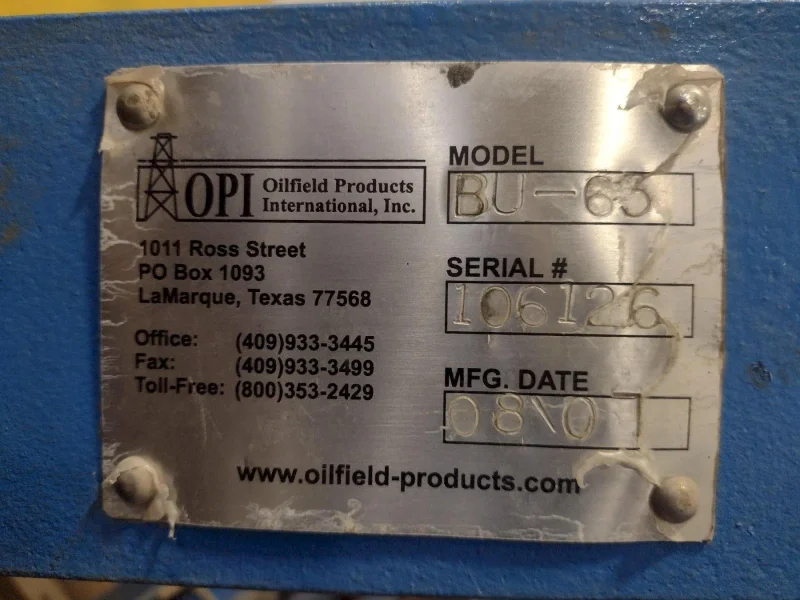 OPI Oilfield Products
International, Inc.
1011 Ross Street
PO Box 1093
LaMarque, Texas 77568
Office: (409)933-3445
Fax: (409)933-3499
Toll-Free: (800)353-2429
MODEL
BU-63
SERIAL #
106126
MFG. DATE
08\07
www.oilfield-products.com